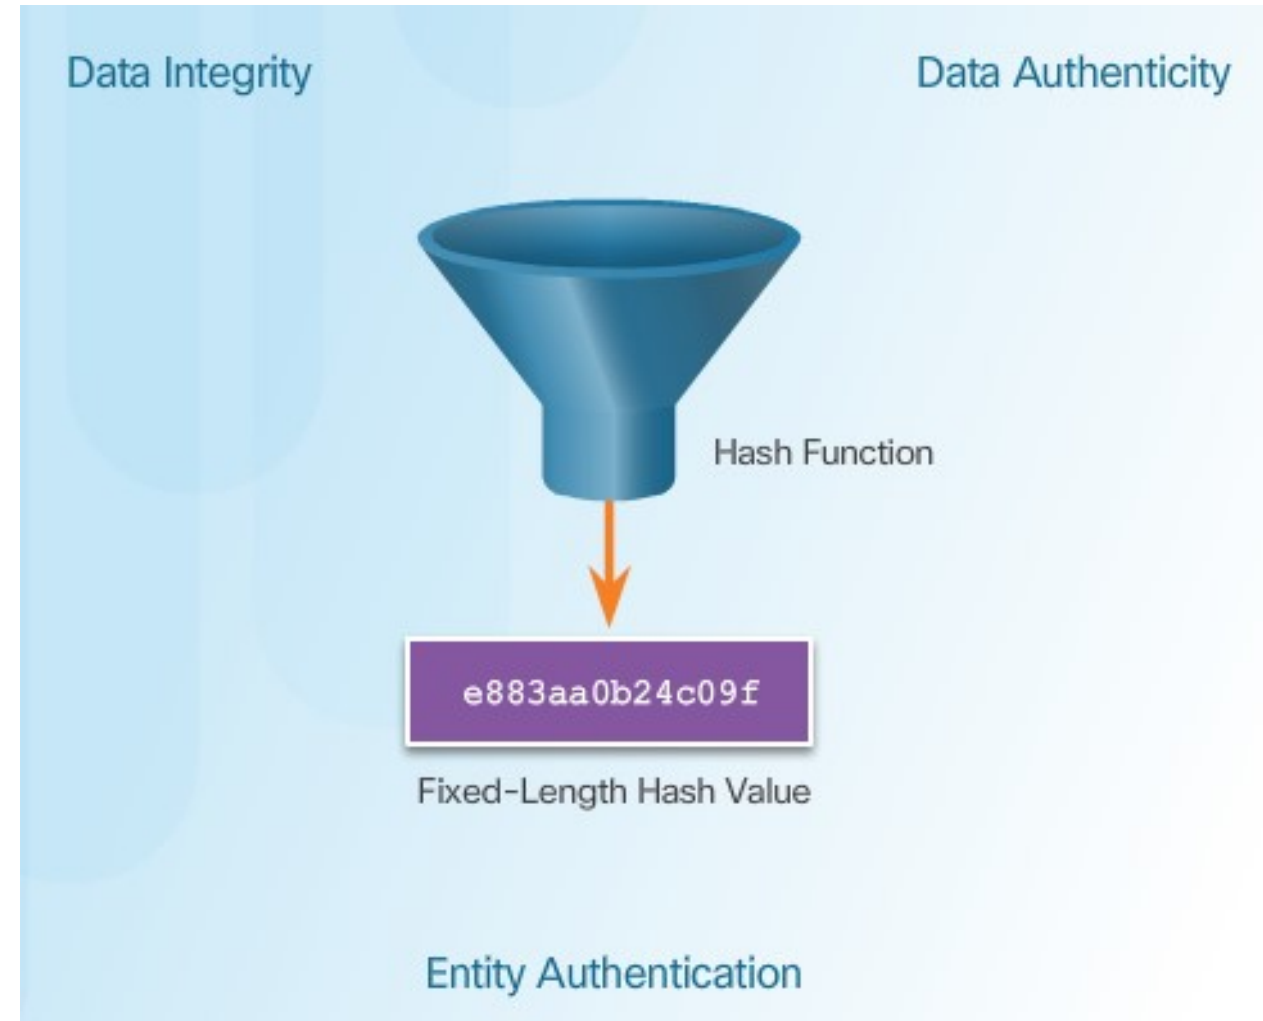 Data Integrity
Data Authenticity
Hash Function
e883aa0b24c09f
Fixed-Length Hash Value
Entity Authentication